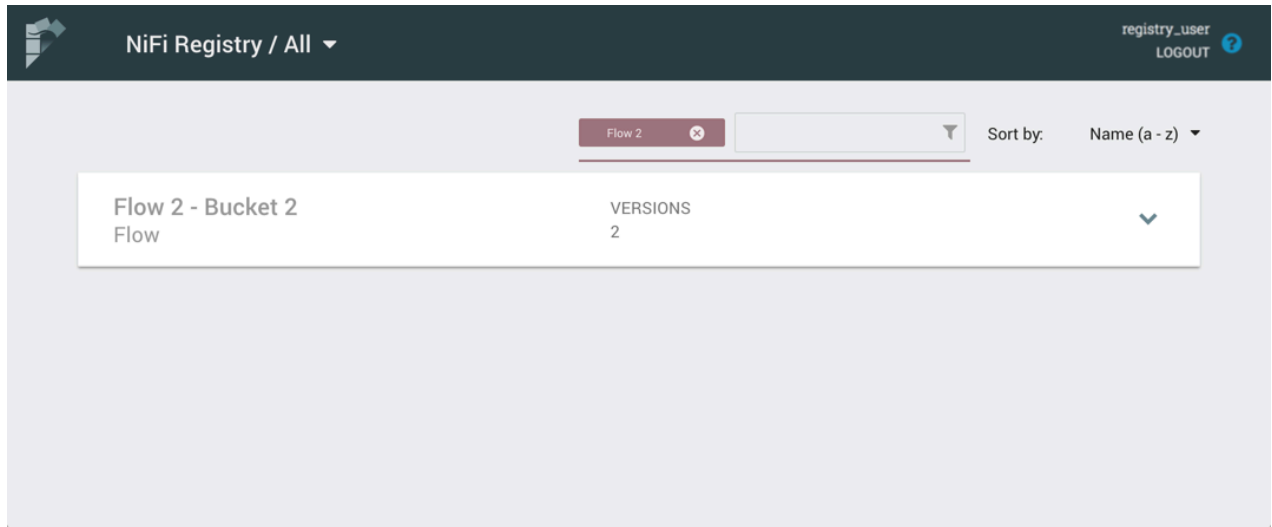 NiFi Registry / All
registry_user
LOGOUT
Flow 2
Sort by:
Name (a - z)
Flow 2 - Bucket 2
Flow
VERSIONS
2